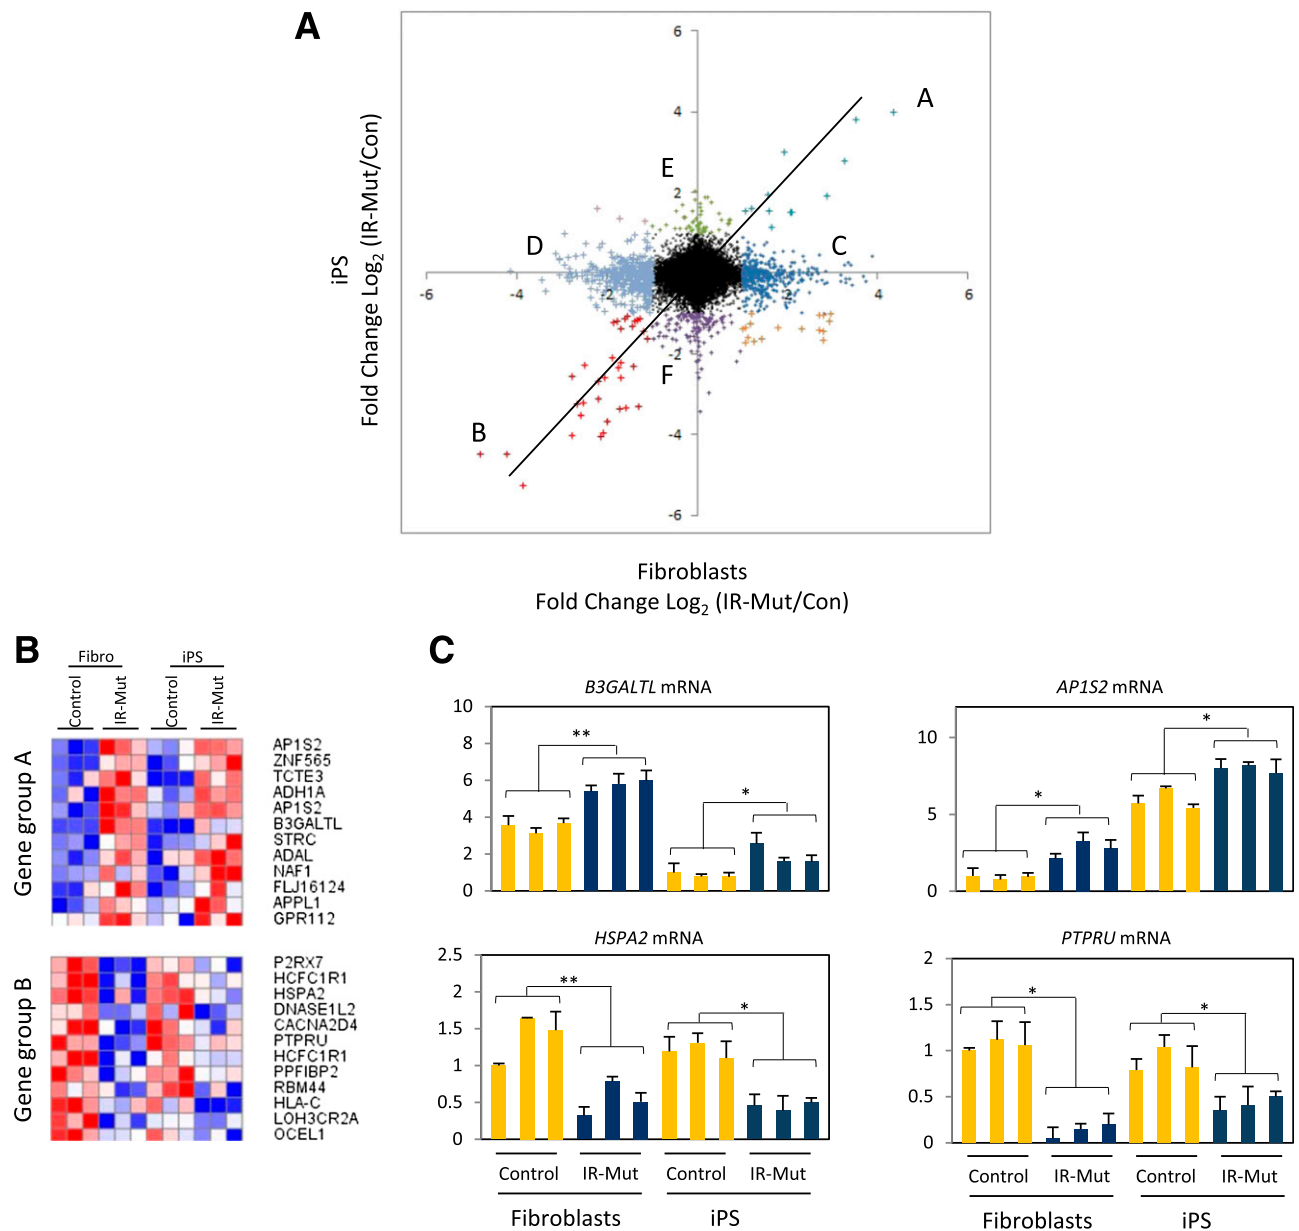 A
6
4
2
-2
-4
-6
-6
-4
-2
2
4
6
A
E
D
C
F
B
iPS
Fold Change Log2 (IR-Mut/Con)
Fibroblasts
Fold Change Log2 (IR-Mut/Con)
B
Fibro iPS
Control IR-Mut Control IR-Mut
Gene group A
AP1S2
ZNF565
TCTE3
ADH1A
AP1S2
B3GALTL
STRC
ADAL
NAF1
FLJ16124
APPL1
GPR112
Gene group B
P2RX7
HCFC1R1
HSPA2
DNASE1L2
CACNA2D4
PTPRU
HCFC1R1
PPFIBP2
RBM44
HLA-C
LOH3CR2A
OCEL1
C
B3GALTL mRNA
10
8
6
4
2
0
**
*
AP1S2 mRNA
10
5
0
*
*
HSPA2 mRNA
2.5
2
1.5
1
0.5
0
**
*
Control IR-Mut Control IR-Mut
Fibroblasts iPS
PTPRU mRNA
2
1.5
1
0.5
0
*
*
Control IR-Mut Control IR-Mut
Fibroblasts iPS